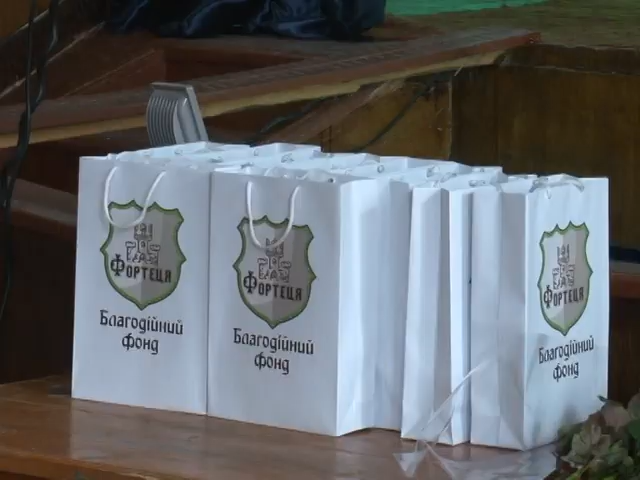 Фортеця
Благодійний
фонд
Фортеця
Благодійний
фонд
Фортеця
Благодійний
фонд